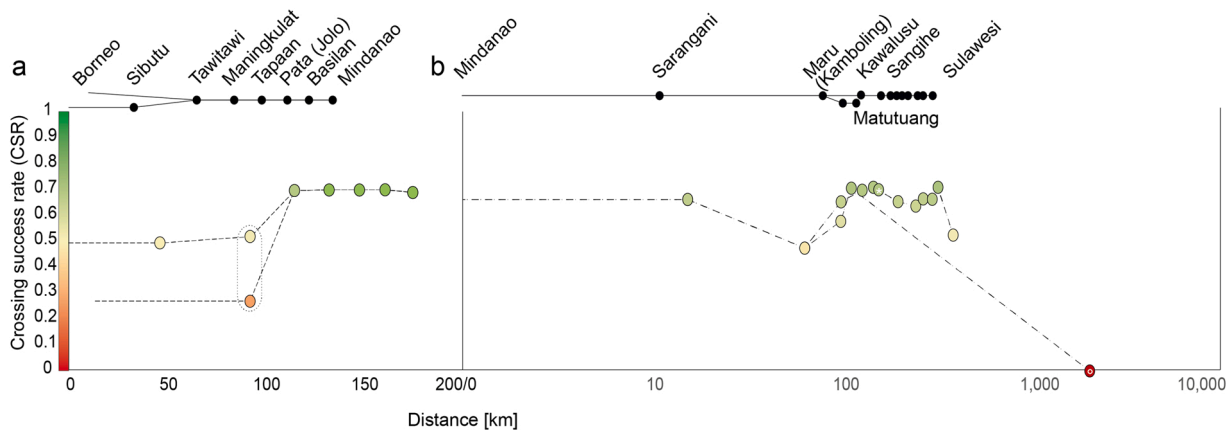 a
Borneo
Sibutu
Tawitawi
Maningkulat
Tapaan
Pata (Jolo)
Basilan
Mindanao
b
Mindanao
Sarangani
Maru
(Kamboling)
Kawalusu
Sangihe
Sulawesi
Matutuang
Crossing success rate (CSR)
1
0.9
0.8
0.7
0.6
0.5
0.4
0.3
0.2
0.1
0
0 50 100 150 200/0 10 100 1,000 10,000
Distance [km]